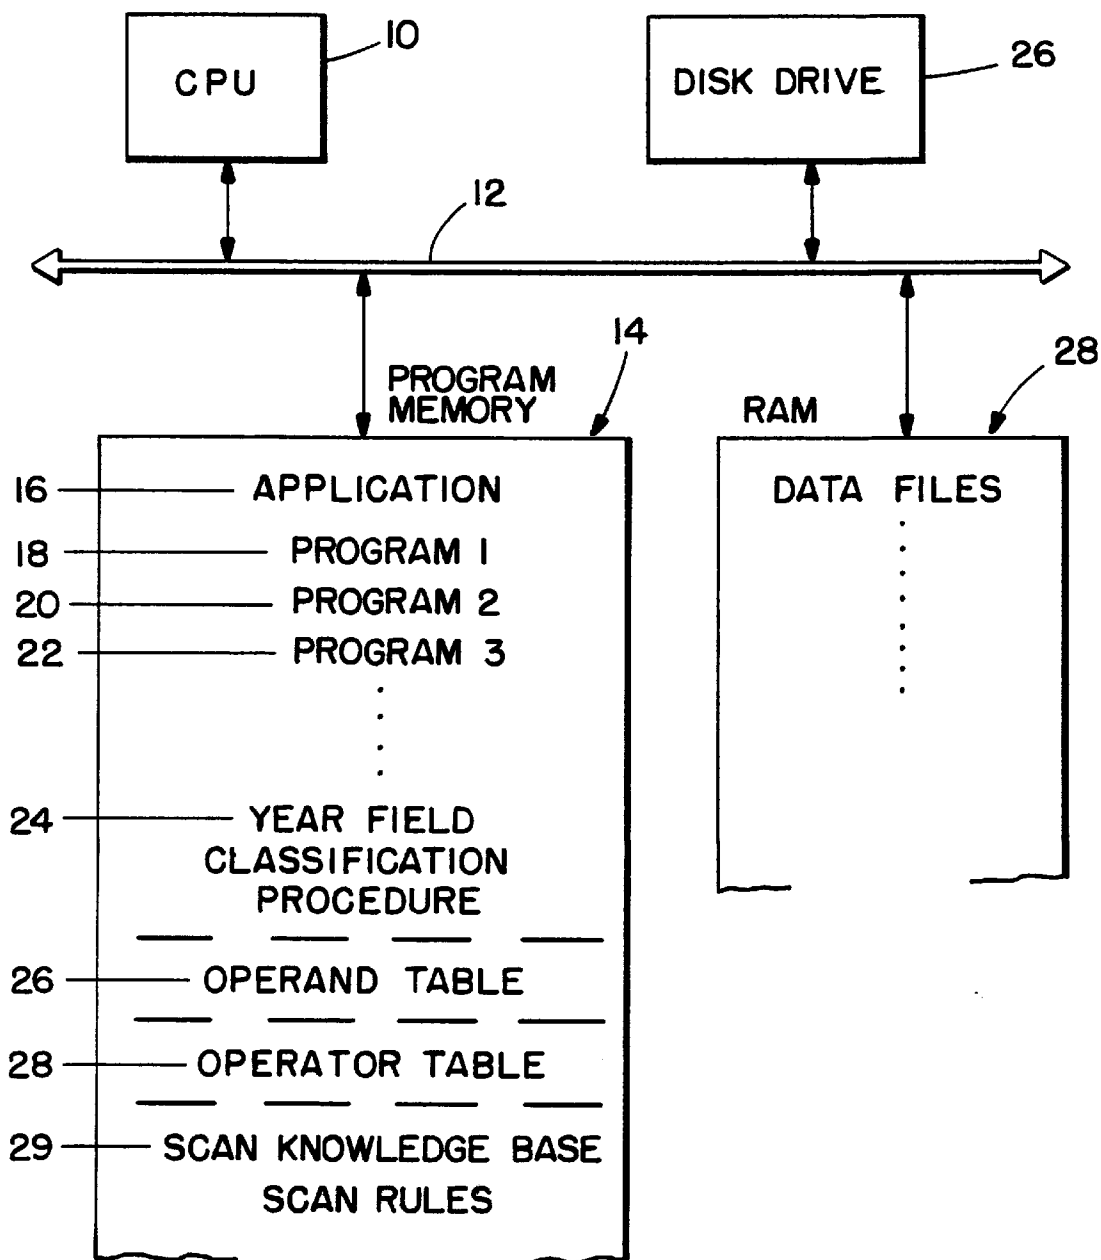 10
CPU
DISK DRIVE
26
12
14
PROGRAM
MEMORY
RAM
28
16 APPLICATION
DATA FILES
18 PROGRAM 1
20 PROGRAM 2
22 PROGRAM 3
24 YEAR FIELD
CLASSIFICATION
PROCEDURE
26 OPERAND TABLE
28 OPERATOR TABLE
29 SCAN KNOWLEDGE BASE
SCAN RULES